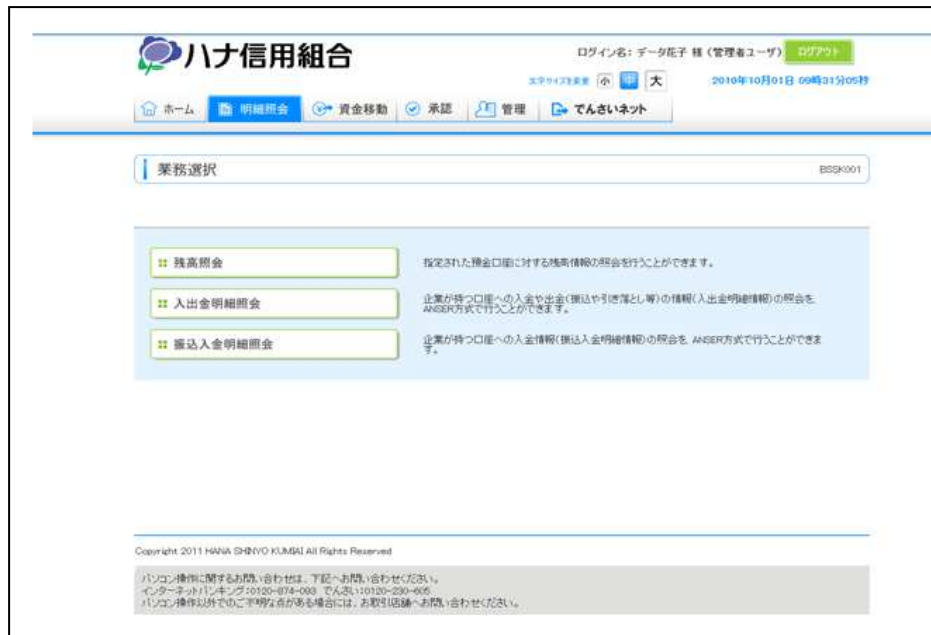 ハナ信用組合
ログイン名：データ花子 様（管理者ユーザ） ログアウト
文字サイズを変更 小 中 大 2010年10月01日 09時31分05秒
ホーム 明細照会 資金移動 承認 管理 でんさいネット
業務選択 BSSK001
残高照会 指定された預金口座に対する残高情報の照会を行うことができます。
入出金明細照会 企業が持つ口座への入金や出金(振込や引き落とし等)の情報(入出金明細情報)の照会を
ANSER方式で行うことができます。
振込入金明細照会 企業が持つ口座への入金情報(振込入金明細情報)の照会を、ANSER方式で行うことができま
す。
Copyright 2011 HANA SHINYO KUMIAI All Rights Reserved
パソコン操作に関するお問い合わせは、下記へお問い合わせください。
インターネットバンキング:0120-874-093 でんさい:0120-230-605
パソコン操作以外でのご不明な点がある場合には、お取引店舗へお問い合わせください。